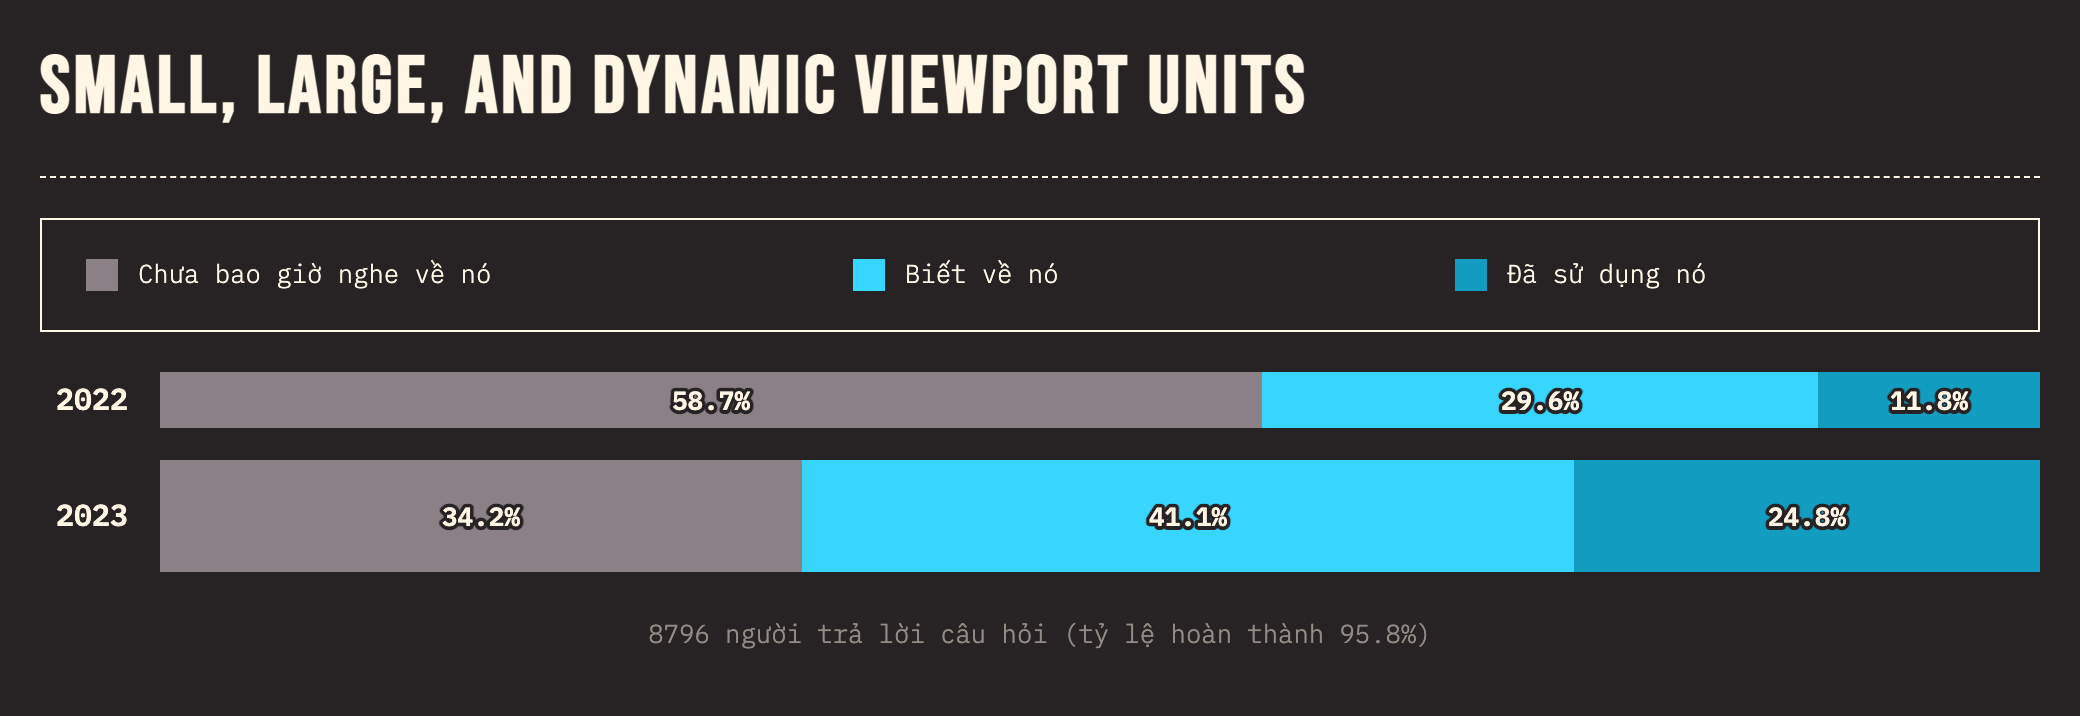 SMALL, LARGE, AND DYNAMIC VIEWPORT UNITS
Chưa bao giờ nghe về nó Biết về nó Đã sử dụng nó
2022 58.7% 29.6% 11.8%
2023 34.2% 41.1% 24.8%
8796 người trả lời câu hỏi (tỷ lệ hoàn thành 95.8%)